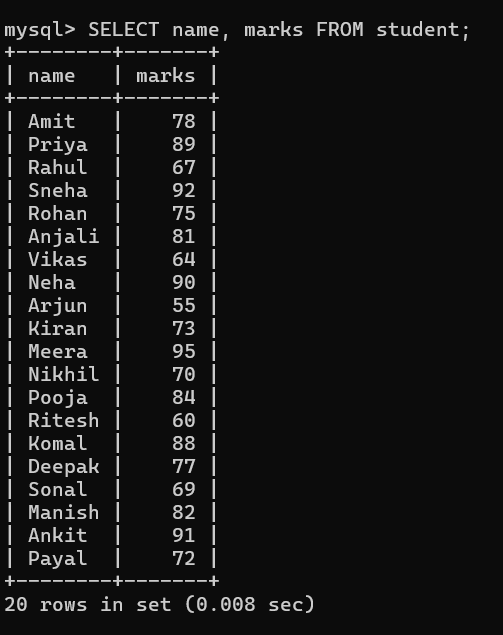 mysql> SELECT name, marks FROM student;
+--------+-------+
| name   | marks |
+--------+-------+
| Amit   |    78 |
| Priya  |    89 |
| Rahul  |    67 |
| Sneha  |    92 |
| Rohan  |    75 |
| Anjali |    81 |
| Vikas  |    64 |
| Neha   |    90 |
| Arjun  |    55 |
| Kiran  |    73 |
| Meera  |    95 |
| Nikhil |    70 |
| Pooja  |    84 |
| Ritesh |    60 |
| Komal  |    88 |
| Deepak |    77 |
| Sonal  |    69 |
| Manish |    82 |
| Ankit  |    91 |
| Payal  |    72 |
+--------+-------+
20 rows in set (0.008 sec)